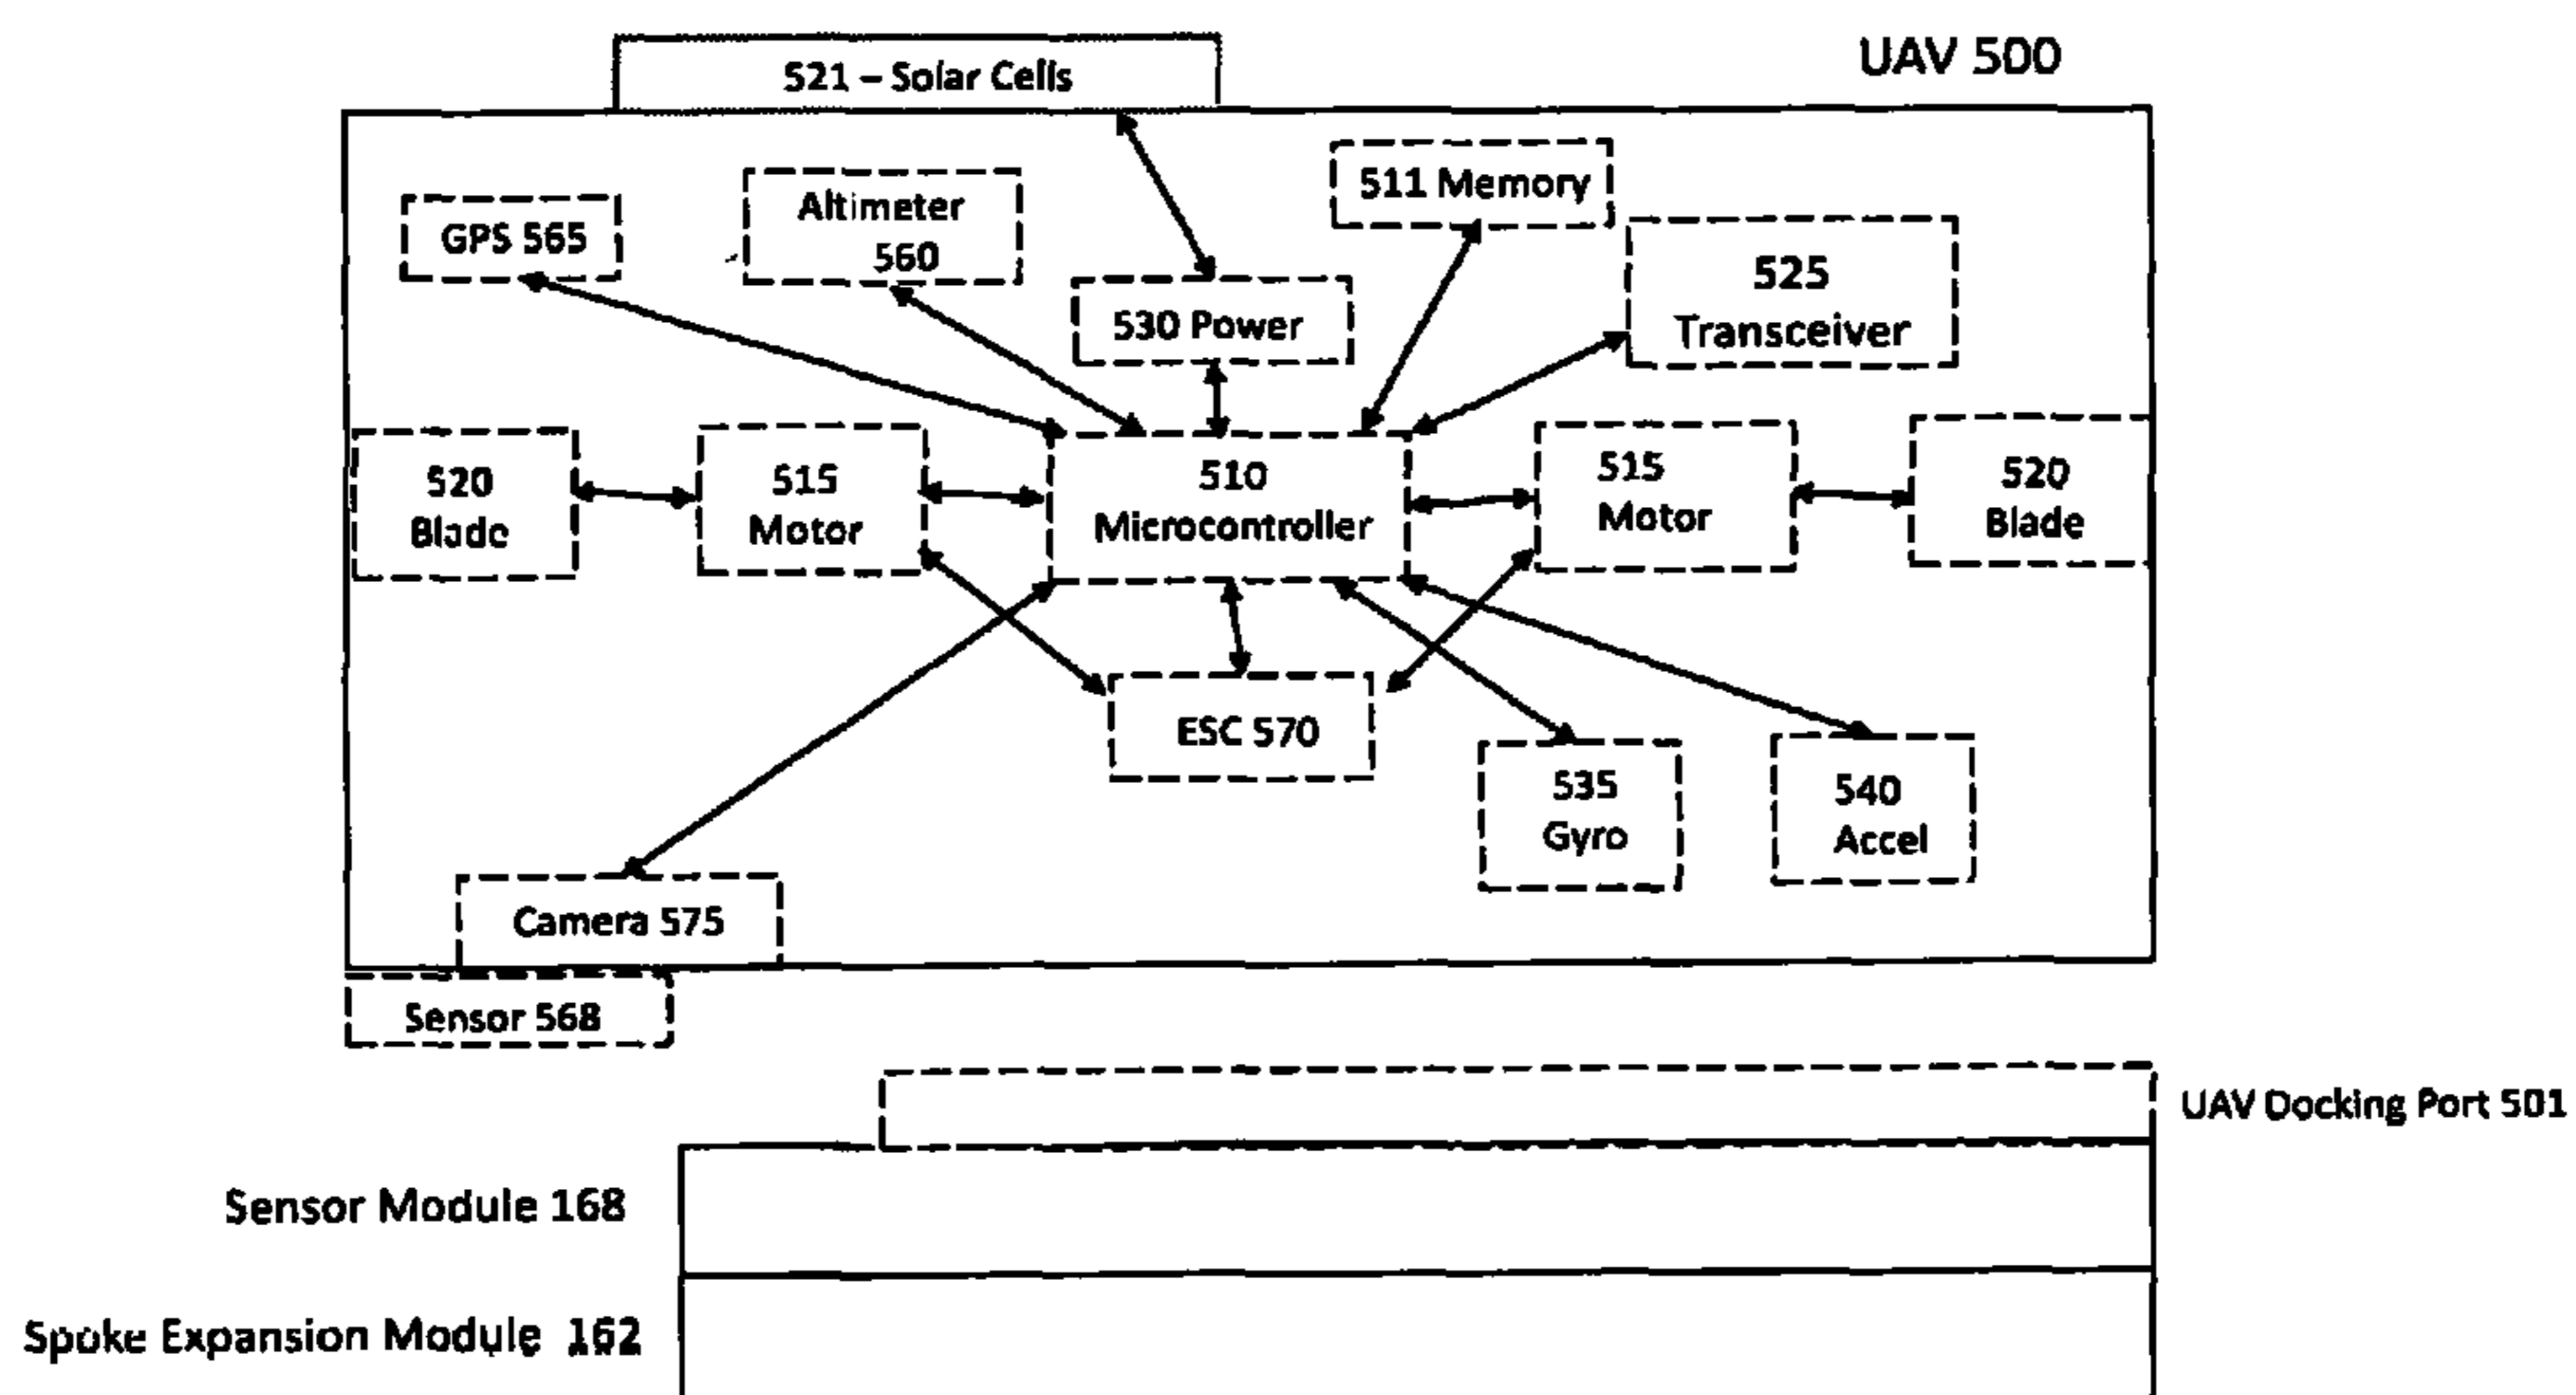 UAV 500
521 – Solar Cells
511 Memory
Altimeter
560
GPS 565
525
Transceiver
530 Power
520
Blade
515
Motor
510
Microcontroller
515
Motor
520
Blade
ESC 570
535
Gyro
540
Accel
Camera 575
Sensor 568
UAV Docking Port 501
Sensor Module 168
Spoke Expansion Module 162